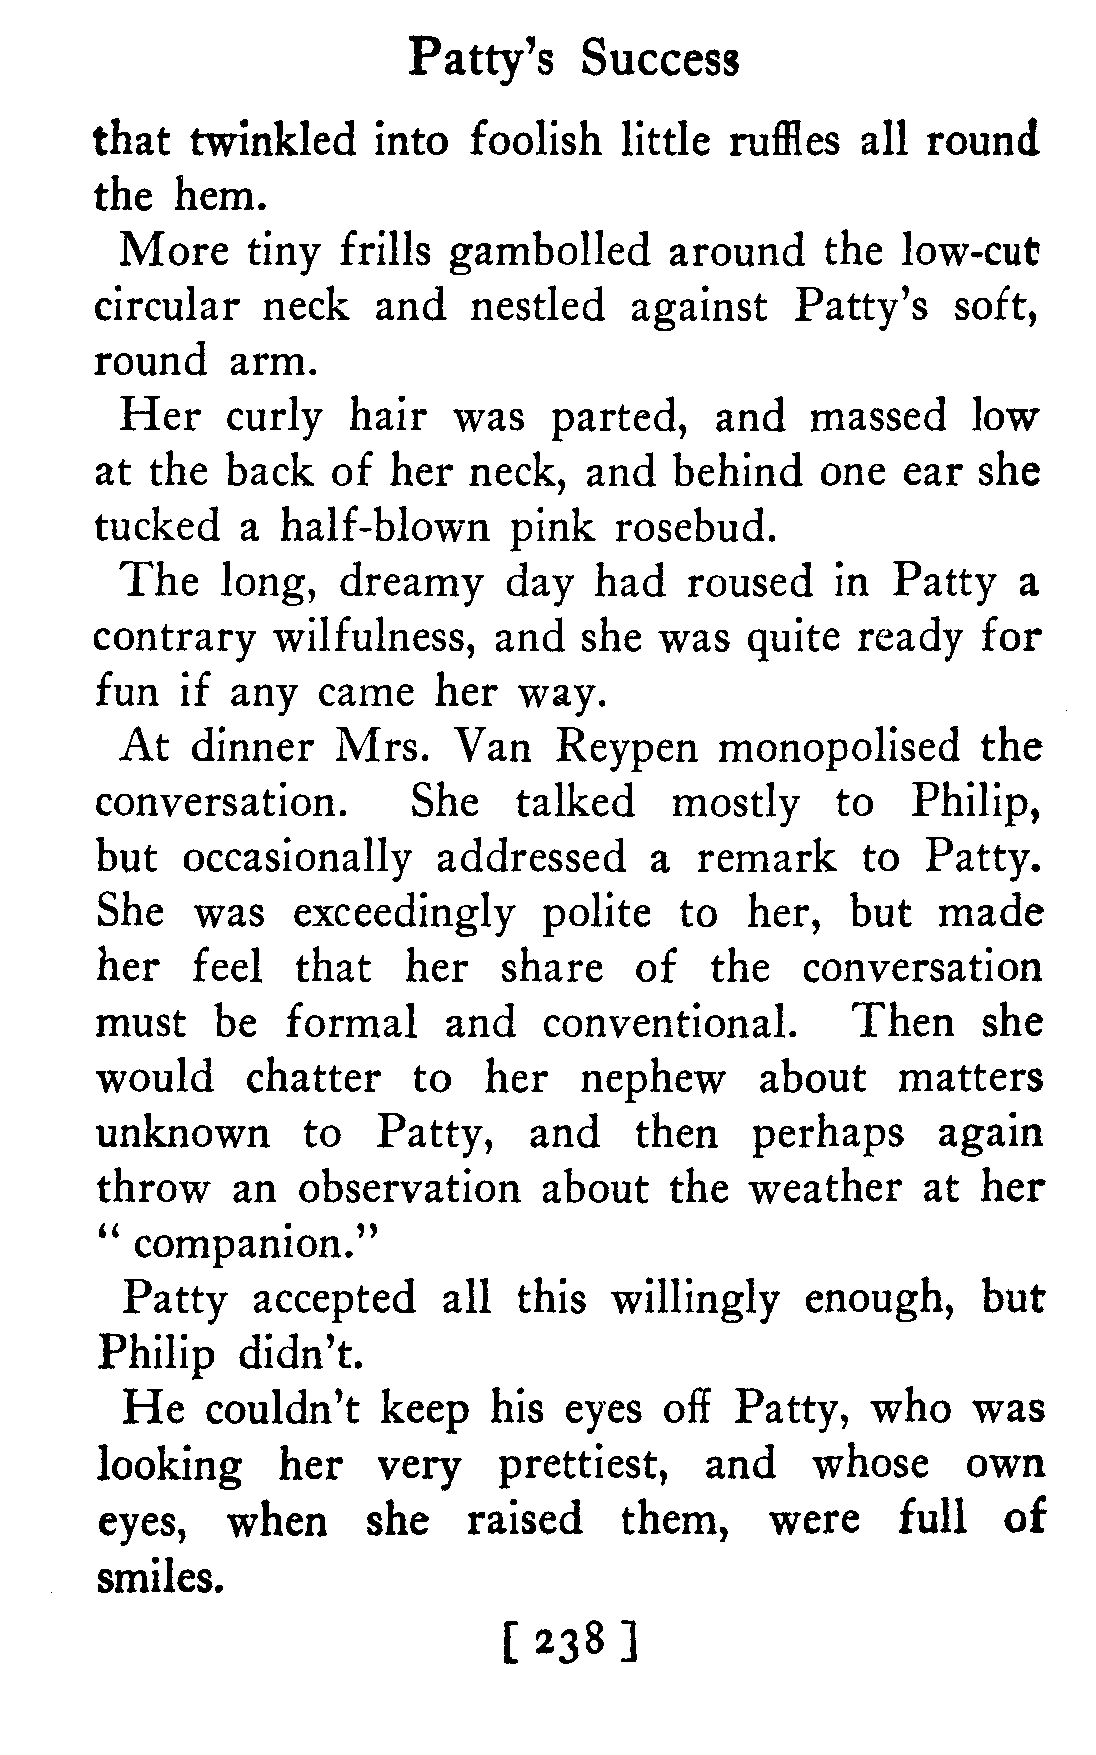 Patty's Success
that twinkled into foolish little ruffles all round
the hem.
More tiny frills gambolled around the low-cut
circular neck and nestled against Patty's soft,
round arm.
Her curly hair was parted, and massed low
at the back of her neck, and behind one ear she
tucked a half-blown pink rosebud.
The long, dreamy day had roused in Patty a
contrary wilfulness, and she was quite ready for
fun if any came her way.
At dinner Mrs. Van Reypen monopolised the
conversation. She talked mostly to Philip,
but occasionally addressed a remark to Patty.
She was exceedingly polite to her, but made
her feel that her share of the conversation
must be formal and conventional. Then she
would chatter to her nephew about matters
unknown to Patty, and then perhaps again
throw an observation about the weather at her
" companion."
Patty accepted all this willingly enough, but
Philip didn't.
He couldn't keep his eyes off Patty, who was
looking her very prettiest, and whose own
eyes, when she raised them, were full of
smiles.
[ 238 ]